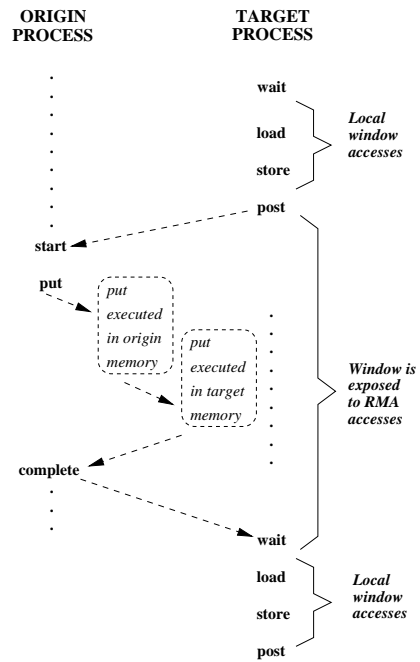 ORIGIN
PROCESS
TARGET
PROCESS
wait
load
store
Local
window
accesses
post
start
put
put
executed
in origin
memory
put
executed
in target
memory
Window is
exposed
to RMA
accesses
complete
wait
load
store
post
Local
window
accesses